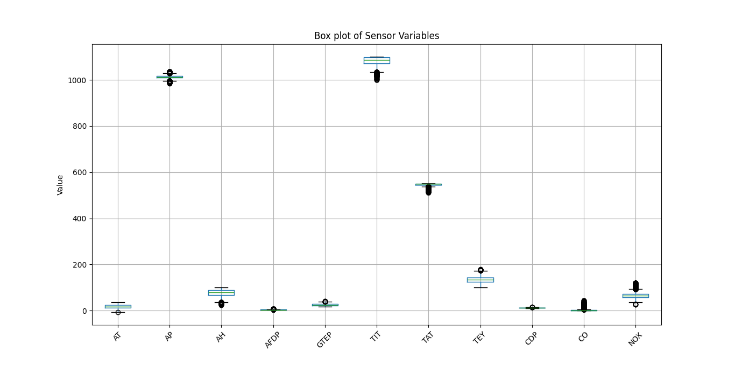 Box plot of Sensor Variables
1000
800
600
400
200
0
Value
AT
AP
AH
AFDP
GTEP
TIT
TAT
TEY
CDP
CO
NOX